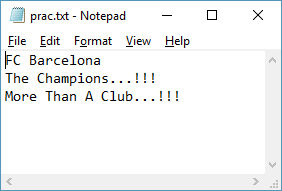 prac.txt - Notepad
File Edit Format View Help
FC Barcelona
The Champions...!!!
More Than A Club...!!!